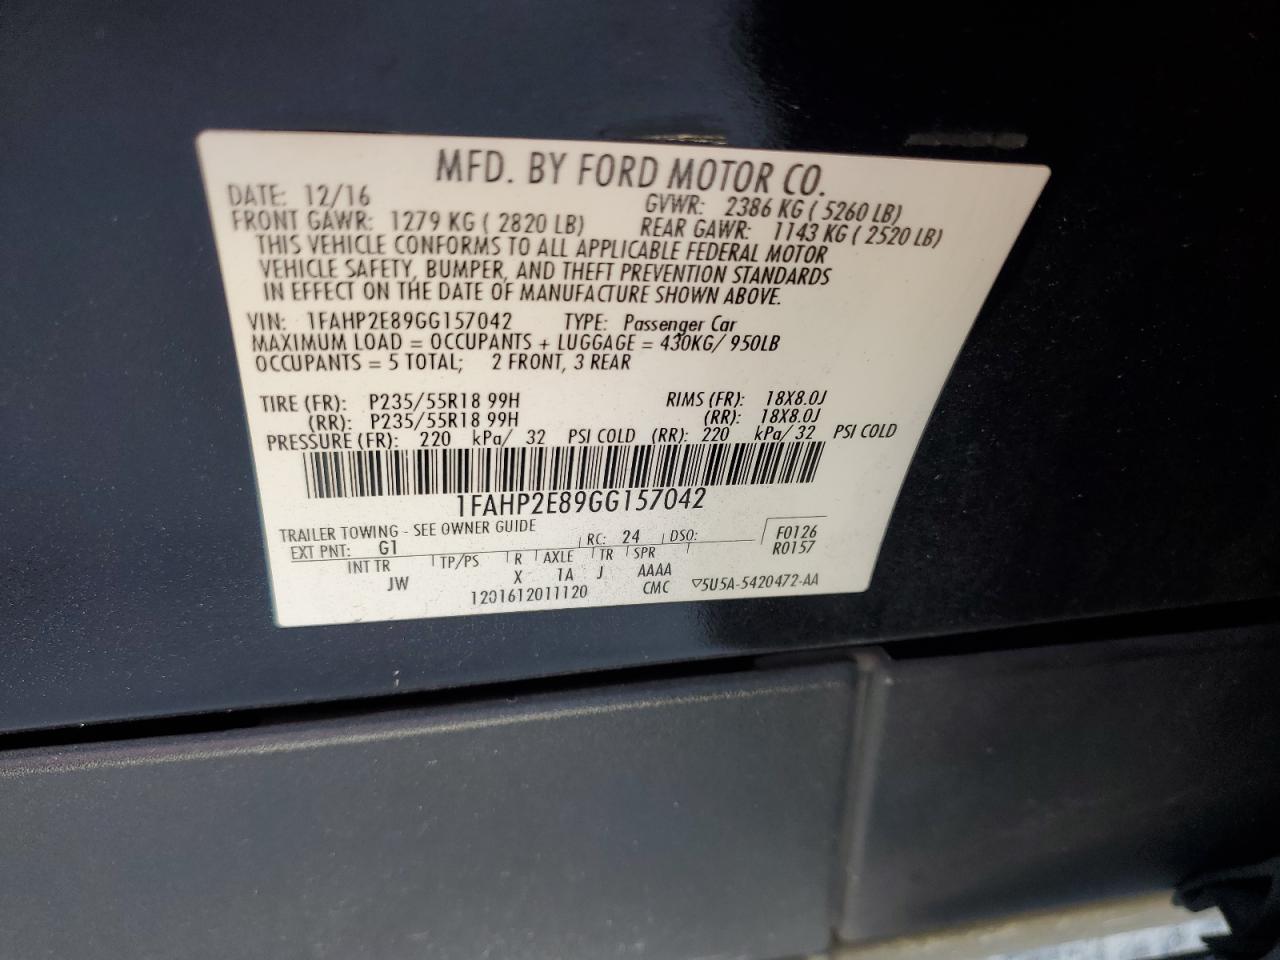 MFD. BY FORD MOTOR CO.
DATE: 12/16 GVWR: 2386 KG ( 5260 LB)
FRONT GAWR: 1279 KG ( 2820 LB) REAR GAWR: 1143 KG ( 2520 LB)
THIS VEHICLE CONFORMS TO ALL APPLICABLE FEDERAL MOTOR
VEHICLE SAFETY, BUMPER, AND THEFT PREVENTION STANDARDS
IN EFFECT ON THE DATE OF MANUFACTURE SHOWN ABOVE.
VIN: 1FAHP2E89GG157042 TYPE: Passenger Car
MAXIMUM LOAD = OCCUPANTS + LUGGAGE = 430KG/ 950LB
OCCUPANTS = 5 TOTAL; 2 FRONT, 3 REAR
TIRE (FR): P235/55R18 99H RIMS (FR): 18X8.0J
(RR): P235/55R18 99H (RR): 18X8.0J
PRESSURE (FR): 220 kPa/ 32 PSI COLD (RR): 220 kPa/ 32 PSI COLD
1FAHP2E89GG157042
TRAILER TOWING - SEE OWNER GUIDE
EXT PNT: G1 RC: 24 DSO: F0126
R0157
INT TR TP/PS R AXLE TR SPR
JW X 1A J AAAA
1201612011120 CMC ▽5U5A-5420472-AA